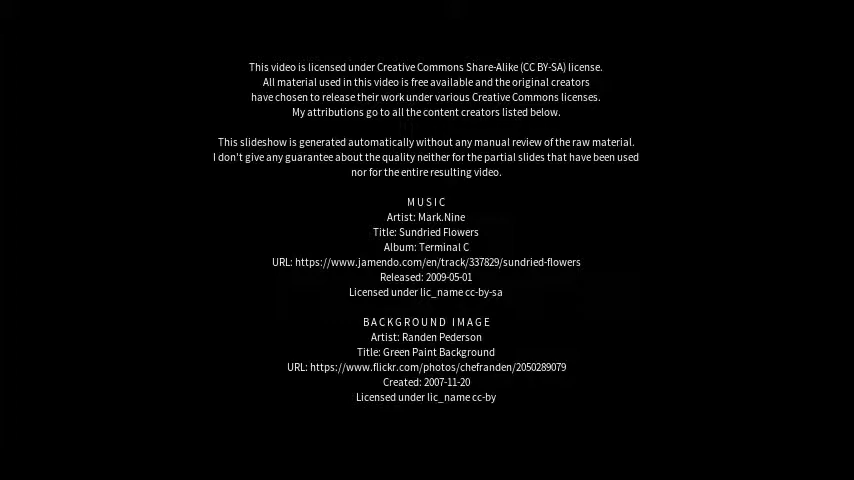 This video is licensed under Creative Commons Share-Alike (CC BY-SA) license.
All material used in this video is free available and the original creators
have chosen to release their work under various Creative Commons licenses.
My attributions go to all the content creators listed below.
This slideshow is generated automatically without any manual review of the raw material.
I don't give any guarantee about the quality neither for the partial slides that have been used
nor for the entire resulting video.
M U S I C
Artist: Mark.Nine
Title: Sundried Flowers
Album: Terminal C
URL: https://www.jamendo.com/en/track/337829/sundried-flowers
Released: 2009-05-01
Licensed under lic_name cc-by-sa
B A C K G R O U N D   I M A G E
Artist: Randen Pederson
Title: Green Paint Background
URL: https://www.flickr.com/photos/chefranden/2050289079
Created: 2007-11-20
Licensed under lic_name cc-by